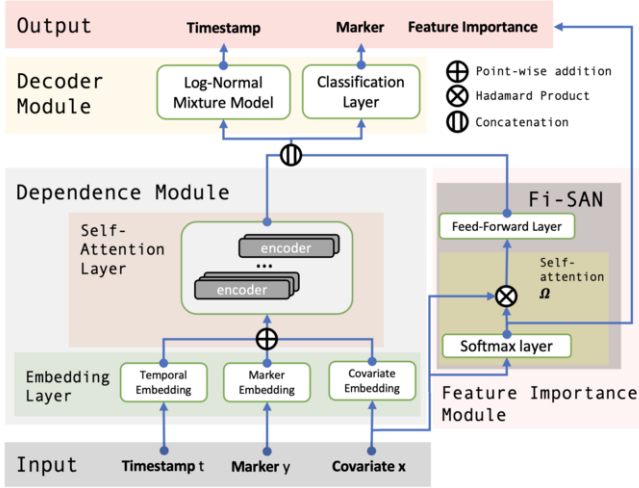 Output
Timestamp
Marker
Feature Importance
Decoder
Module
Log-Normal
Mixture Model
Classification
Layer
Point-wise addition
Hadamard Product
Concatenation
Dependence Module
Fi-SAN
Self-
Attention
Layer
encoder
...
encoder
Feed-Forward Layer
Self-
attention
Ω
Softmax layer
Embedding
Layer
Temporal
Embedding
Marker
Embedding
Covariate
Embedding
Feature Importance
Module
Input
Timestamp t
Marker y
Covariate x